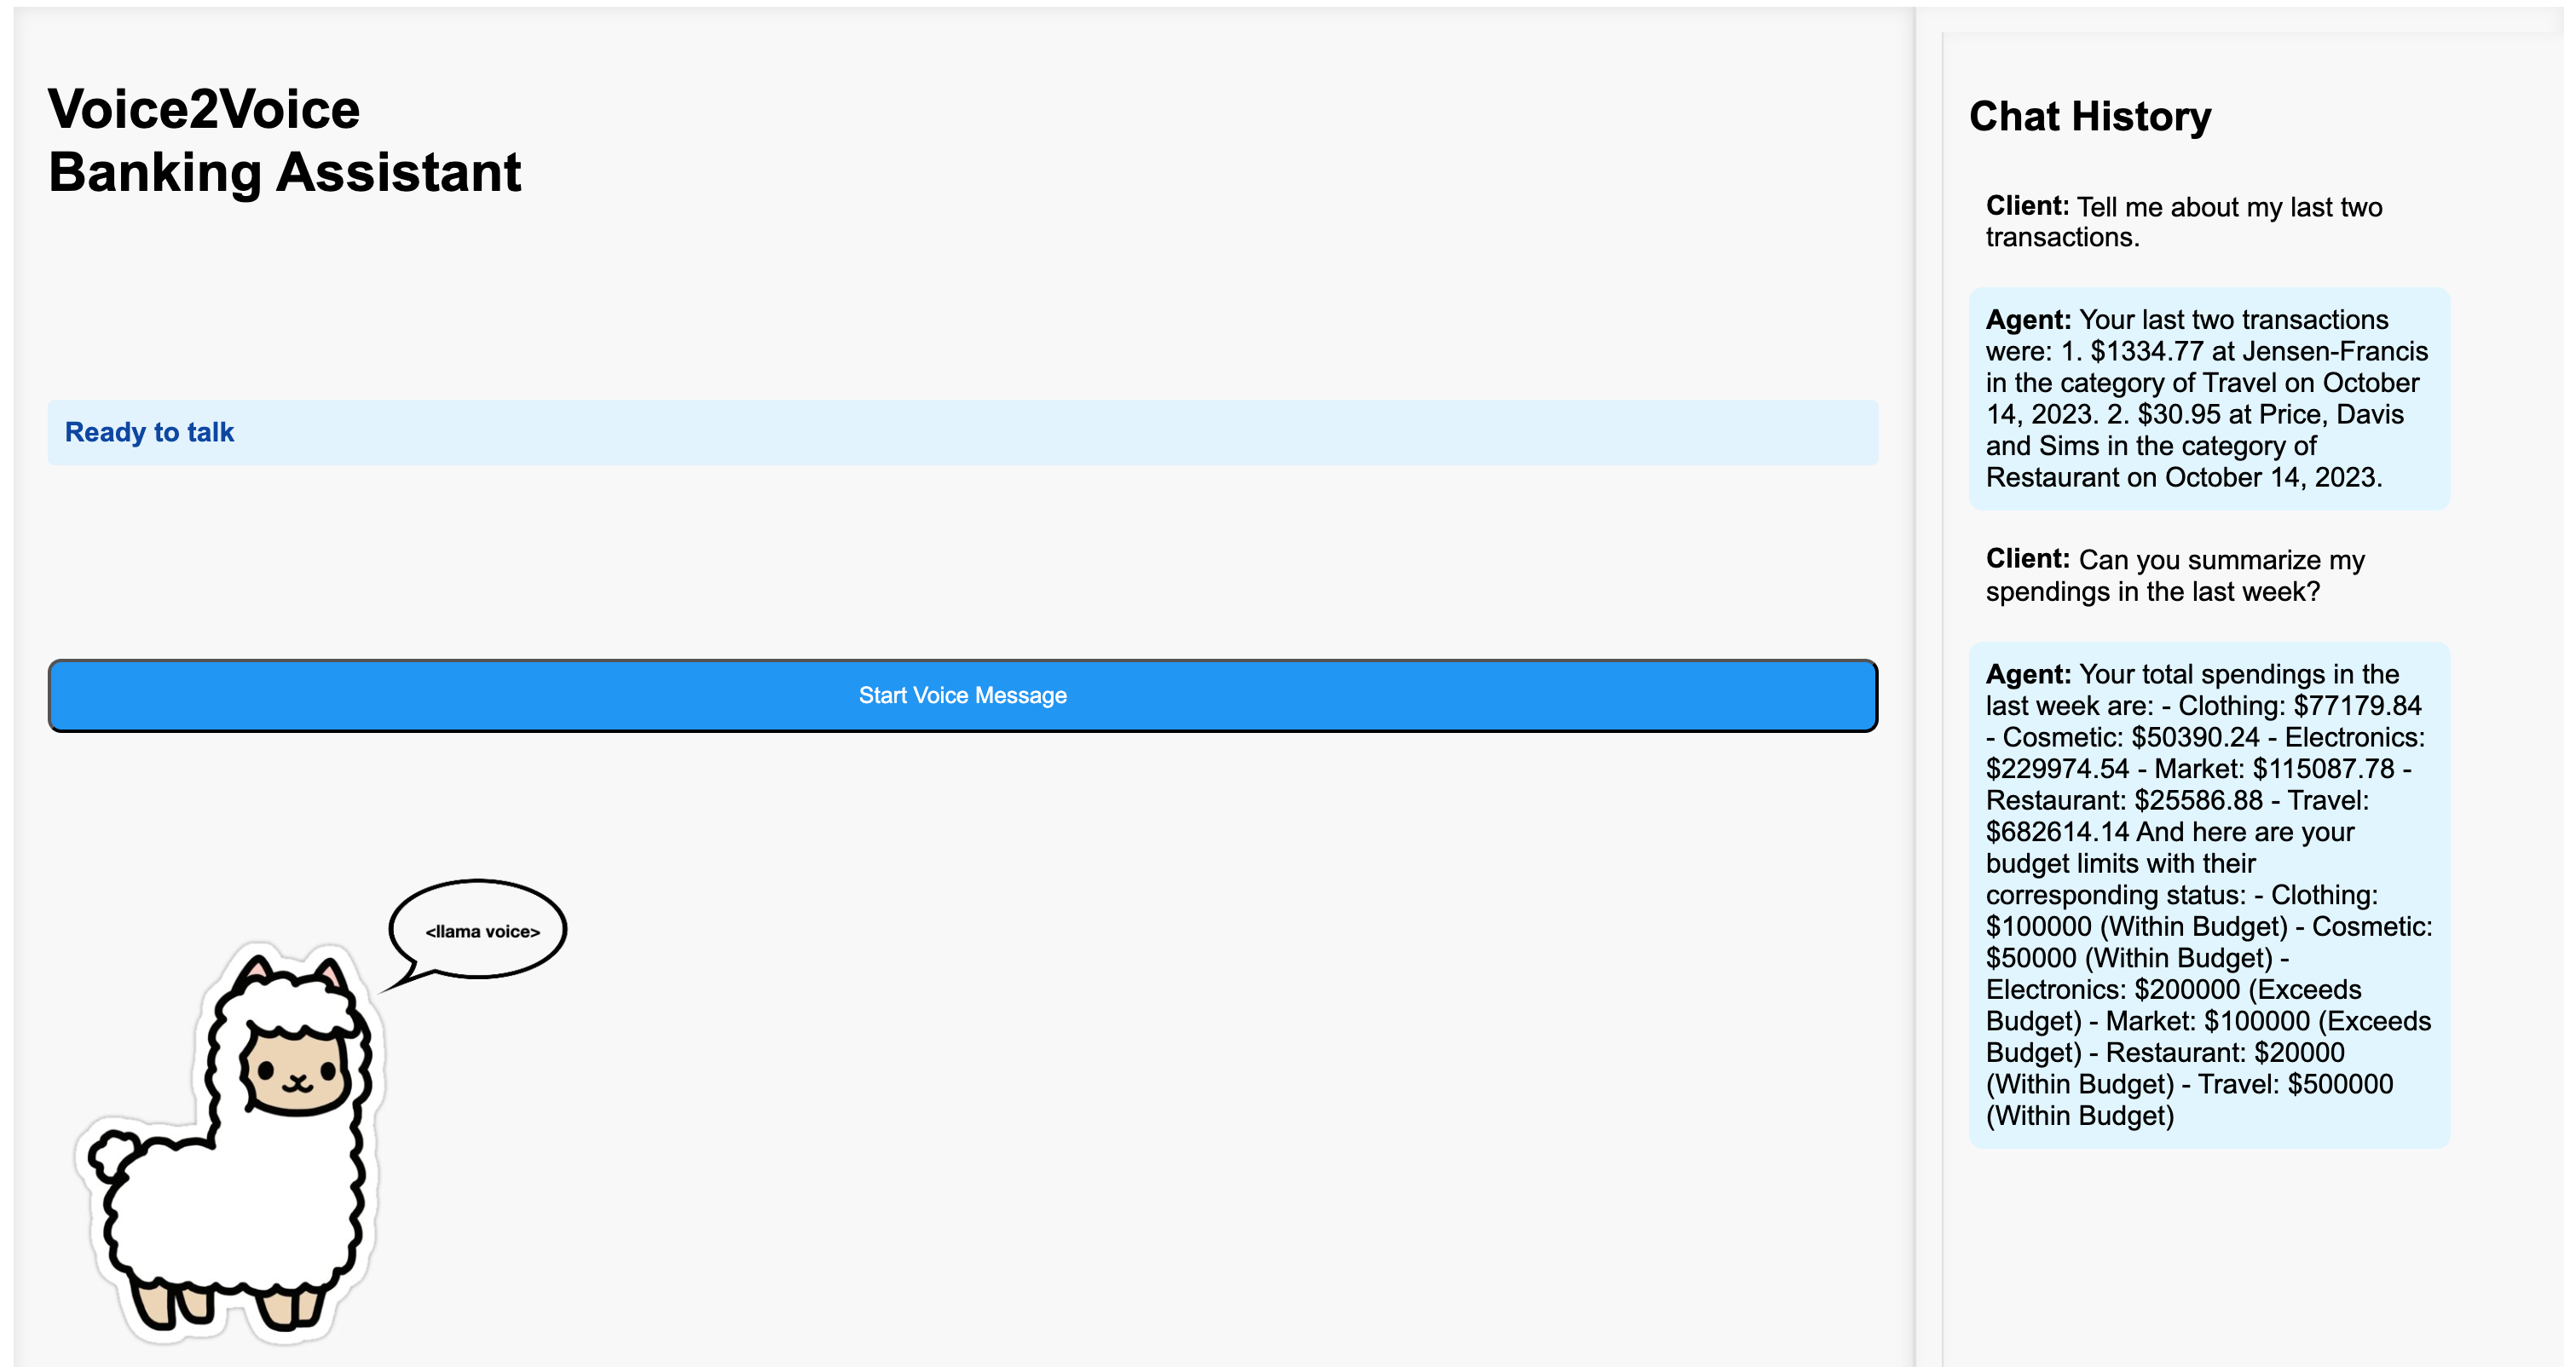 Voice2Voice
Banking Assistant
Ready to talk
Start Voice Message
<llama voice>
Chat History
Client: Tell me about my last two
transactions.
Agent: Your last two transactions
were: 1. $1334.77 at Jensen-Francis
in the category of Travel on October
14, 2023. 2. $30.95 at Price, Davis
and Sims in the category of
Restaurant on October 14, 2023.
Client: Can you summarize my
spendings in the last week?
Agent: Your total spendings in the
last week are: - Clothing: $77179.84
- Cosmetic: $50390.24 - Electronics:
$229974.54 - Market: $115087.78 -
Restaurant: $25586.88 - Travel:
$682614.14 And here are your
budget limits with their
corresponding status: - Clothing:
$100000 (Within Budget) - Cosmetic:
$50000 (Within Budget) -
Electronics: $200000 (Exceeds
Budget) - Market: $100000 (Exceeds
Budget) - Restaurant: $20000
(Within Budget) - Travel: $500000
(Within Budget)